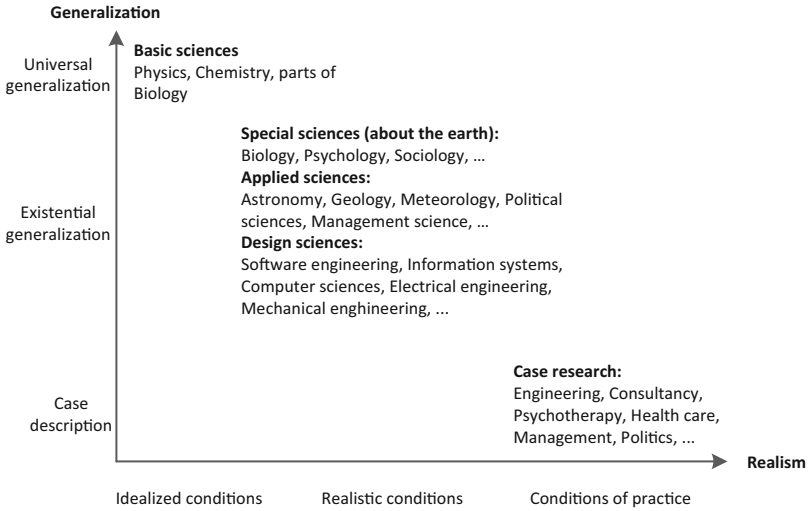 Generalization
Universal
generalization
Basic sciences
Physics, Chemistry, parts of
Biology
Special sciences (about the earth):
Biology, Psychology, Sociology, ...
Applied sciences:
Astronomy, Geology, Meteorology, Political
sciences, Management science, ...
Existential
generalization
Design sciences:
Software engineering, Information systems,
Computer sciences, Electrical engineering,
Mechanical enghineering, ...
Case
description
Case research:
Engineering, Consultancy,
Psychotherapy, Health care,
Management, Politics, ...
Realism
Idealized conditions
Realistic conditions
Conditions of practice